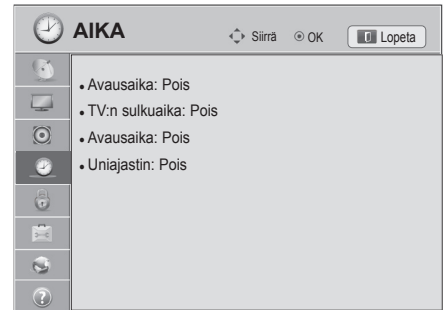 AIKA
Siirrä OK Lopeta
• Avausaika: Pois
• TV:n sulkuaika: Pois
• Avausaika: Pois
• Uniajastin: Pois
?